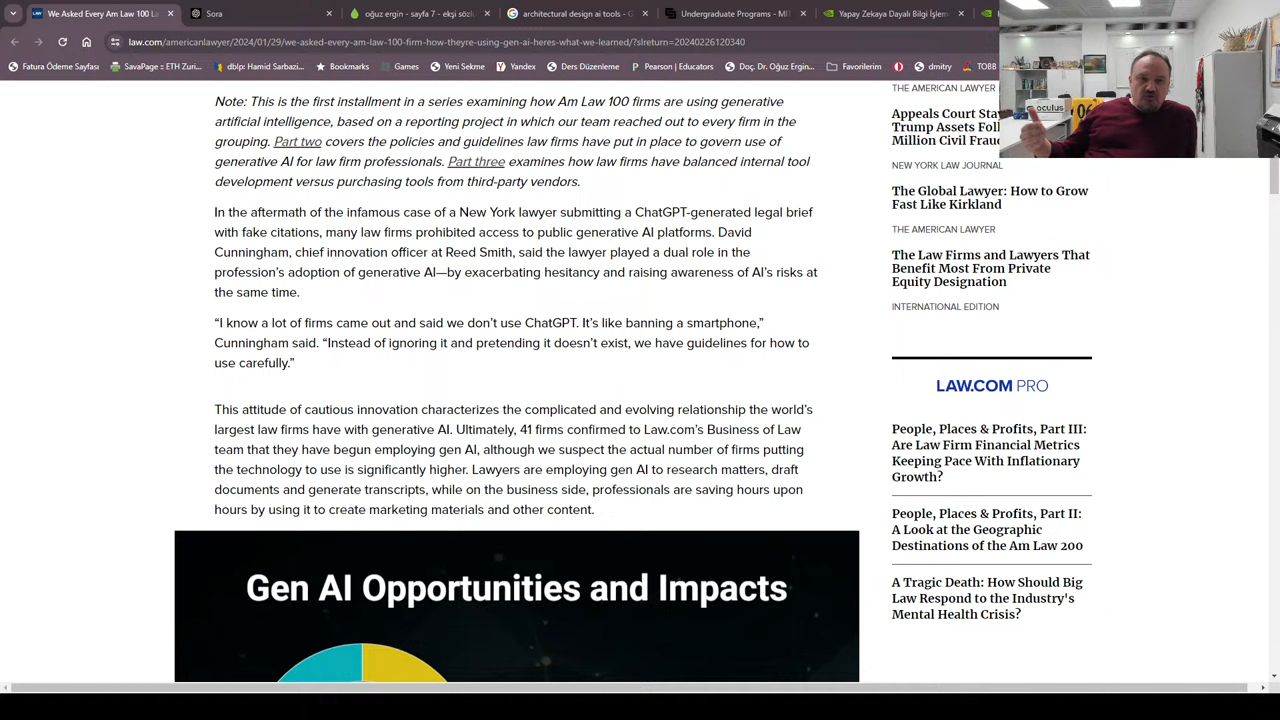 We Asked Every Am Law 100 L
Sora
oğuz ergin - sayfa 7 - ekşi sözl
architectural design ai tools - G
Undergraduate Programs - MIT
Yapay Zekaya Dayalı Bilgi İşlem
law.com/americanlawyer/2024/01/29/we-asked-every-am-law-100-firm-how-theyre-using-gen-ai-heres-what-we-learned/?slreturn=20240226120340
Fatura Ödeme Sayfası
SavaPage :: ETH Zuri...
dblp: Hamid Sarbazi...
Bookmarks
Games
Yeni Sekme
Yandex
Ders Düzenleme
Pearson | Educators
Doç. Dr. Oğuz Ergin
Favorilerim
dmitry
TOBB
Note: This is the first installment in a series examining how Am Law 100 firms are using generative
artificial intelligence, based on a reporting project in which our team reached out to every firm in the
grouping. Part two covers the policies and guidelines law firms have put in place to govern use of
generative AI for law firm professionals. Part three examines how law firms have balanced internal tool
development versus purchasing tools from third-party vendors.
In the aftermath of the infamous case of a New York lawyer submitting a ChatGPT-generated legal brief
with fake citations, many law firms prohibited access to public generative AI platforms. David
Cunningham, chief innovation officer at Reed Smith, said the lawyer played a dual role in the
profession's adoption of generative AI—by exacerbating hesitancy and raising awareness of AI's risks at
the same time.
“I know a lot of firms came out and said we don't use ChatGPT. It's like banning a smartphone,”
Cunningham said. “Instead of ignoring it and pretending it doesn't exist, we have guidelines for how to
use carefully.”
This attitude of cautious innovation characterizes the complicated and evolving relationship the world's
largest law firms have with generative AI. Ultimately, 41 firms confirmed to Law.com's Business of Law
team that they have begun employing gen AI, although we suspect the actual number of firms putting
the technology to use is significantly higher. Lawyers are employing gen AI to research matters, draft
documents and generate transcripts, while on the business side, professionals are saving hours upon
hours by using it to create marketing materials and other content.
Gen AI Opportunities and Impacts
THE AMERICAN LAWYER
Appeals Court Stay
Trump Assets Foll
Million Civil Frau
NEW YORK LAW JOURNAL
The Global Lawyer: How to Grow
Fast Like Kirkland
THE AMERICAN LAWYER
The Law Firms and Lawyers That
Benefit Most From Private
Equity Designation
INTERNATIONAL EDITION
LAW.COM PRO
People, Places & Profits, Part III:
Are Law Firm Financial Metrics
Keeping Pace With Inflationary
Growth?
People, Places & Profits, Part II:
A Look at the Geographic
Destinations of the Am Law 200
A Tragic Death: How Should Big
Law Respond to the Industry's
Mental Health Crisis?
oculus
06